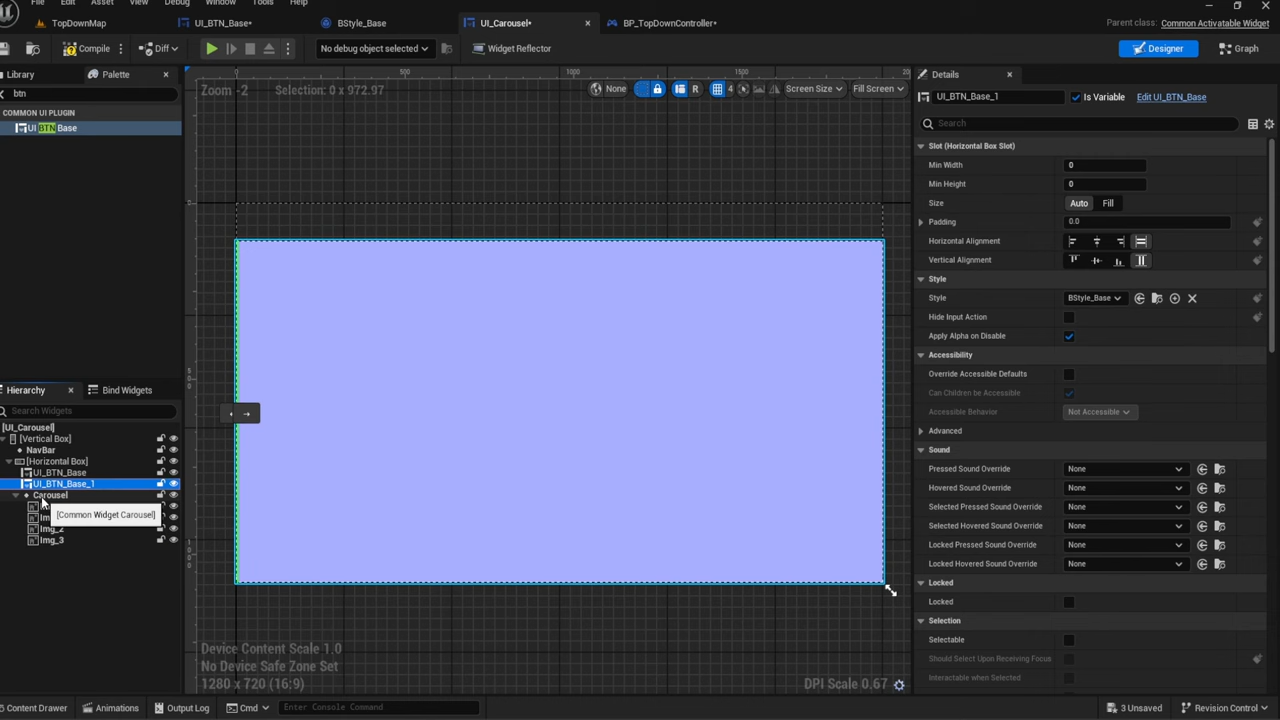 File Edit Asset View Debug Window Tools Help
TopDownMap UI_BTN_Base* BStyle_Base UI_Carousel* BP_TopDownController*
Parent class: Common Activatable Widget
Compile Diff No debug object selected Widget Reflector Designer Graph
Library Palette
btn
COMMON UI PLUGIN
UI BTN Base
0 500 1000 1500 20
Zoom -2 Selection: 0 x 972.97
None R 4 Screen Size Fill Screen
Hierarchy Bind Widgets
Search Widgets
[UI_Carousel]
[Vertical Box]
NavBar
[Horizontal Box]
UI_BTN_Base
UI_BTN_Base_1
Carousel
[Common Widget Carousel]
Img_2
Img_3
Device Content Scale 1.0
No Device Safe Zone Set
1280 x 720 (16:9)
DPI Scale 0.67
Details
UI_BTN_Base_1 Is Variable Edit UI_BTN_Base
Search
Slot (Horizontal Box Slot)
Min Width 0
Min Height 0
Size Auto Fill
Padding 0.0
Horizontal Alignment
Vertical Alignment
Style
Style BStyle_Base
Hide Input Action
Apply Alpha on Disable
Accessibility
Override Accessible Defaults
Can Children be Accessible
Accessible Behavior Not Accessible
Advanced
Sound
Pressed Sound Override None
Hovered Sound Override None
Selected Pressed Sound Override None
Selected Hovered Sound Override None
Locked Pressed Sound Override None
Locked Hovered Sound Override None
Locked
Locked
Selection
Selectable
Should Select Upon Receiving Focus
Interactable when Selected
Content Drawer Animations Output Log Cmd Enter Console Command 3 Unsaved Revision Control